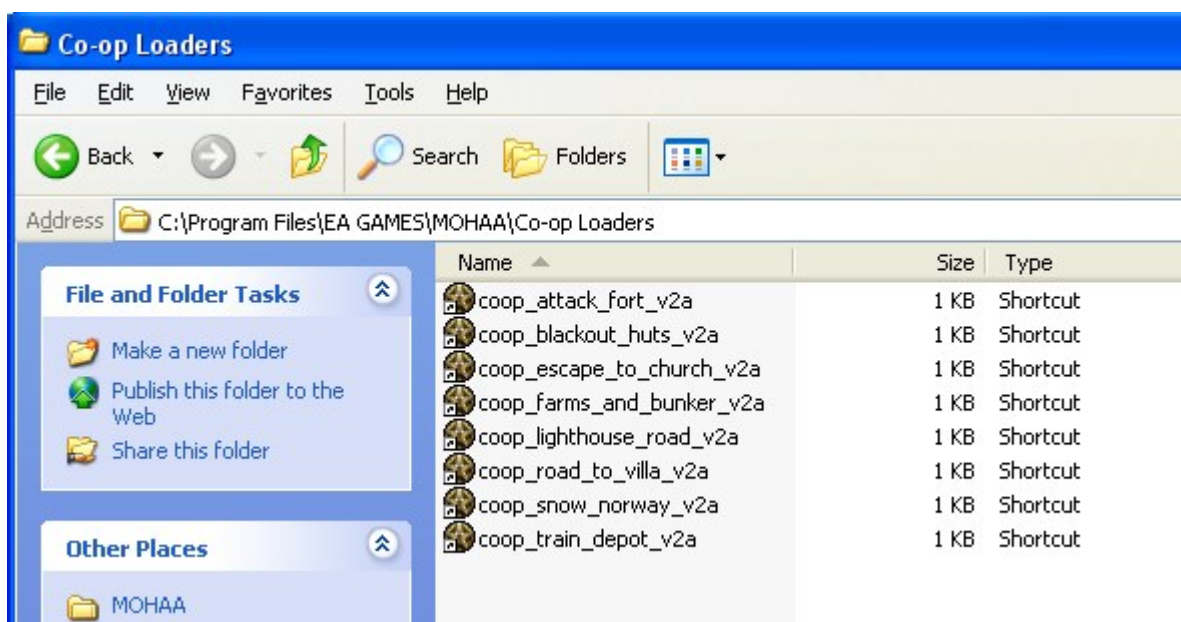 Co-op Loaders
File Edit View Favorites Tools Help
Back Search Folders
Address C:\Program Files\EA GAMES\MOHAA\Co-op Loaders
Name Size Type
File and Folder Tasks
Make a new folder
Publish this folder to the
Web
Share this folder
Other Places
MOHAA
coop_attack_fort_v2a 1 KB Shortcut
coop_blackout_huts_v2a 1 KB Shortcut
coop_escape_to_church_v2a 1 KB Shortcut
coop_farms_and_bunker_v2a 1 KB Shortcut
coop_lighthouse_road_v2a 1 KB Shortcut
coop_road_to_villa_v2a 1 KB Shortcut
coop_snow_norway_v2a 1 KB Shortcut
coop_train_depot_v2a 1 KB Shortcut